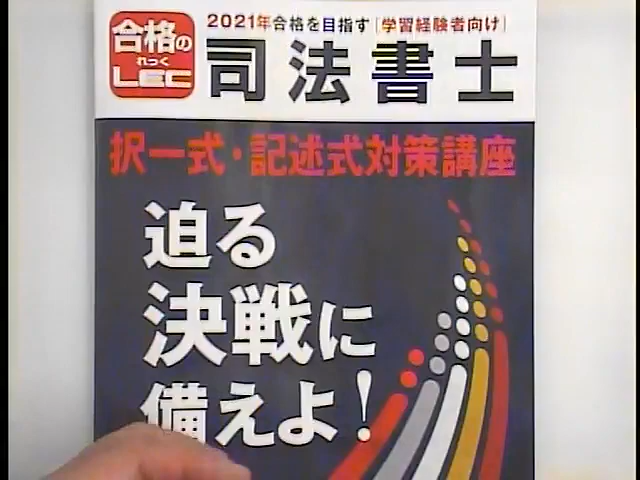 合格の
れっく
LEC
2021年合格を目指す［学習経験者向け］
司法書士
択一式・記述式対策講座
迫る
決戦に
備えよ！